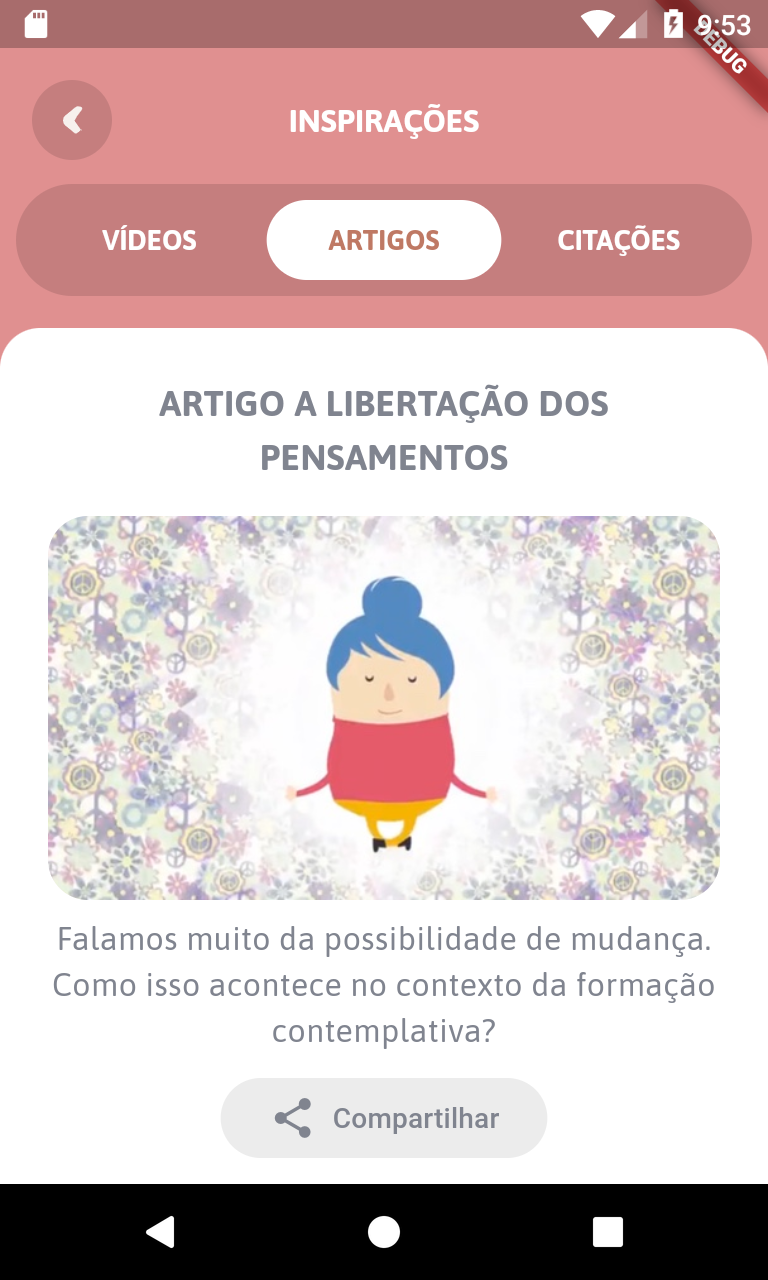 9:53
DEBUG
INSPIRAÇÕES
VÍDEOS
ARTIGOS
CITAÇÕES
ARTIGO A LIBERTAÇÃO DOS
PENSAMENTOS
Falamos muito da possibilidade de mudança.
Como isso acontece no contexto da formação
contemplativa?
Compartilhar